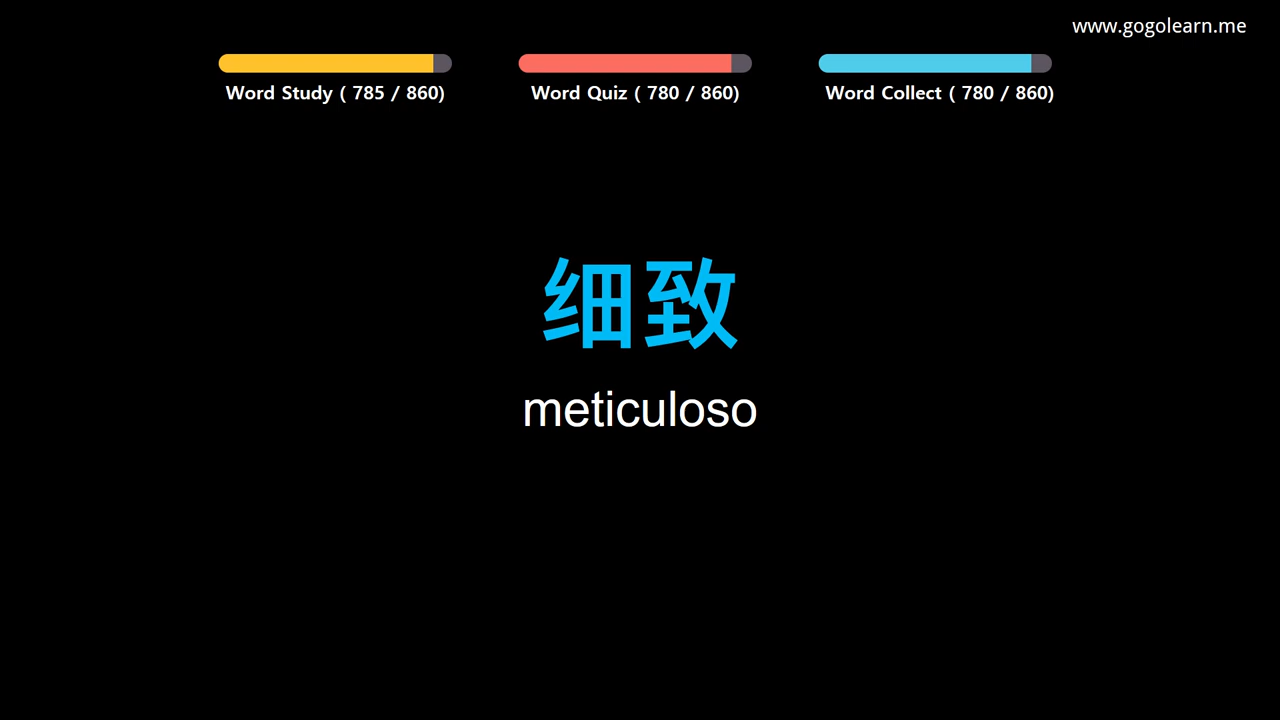 www.gogolearn.me
Word Study ( 785 / 860)
Word Quiz ( 780 / 860)
Word Collect ( 780 / 860)
细致
meticuloso